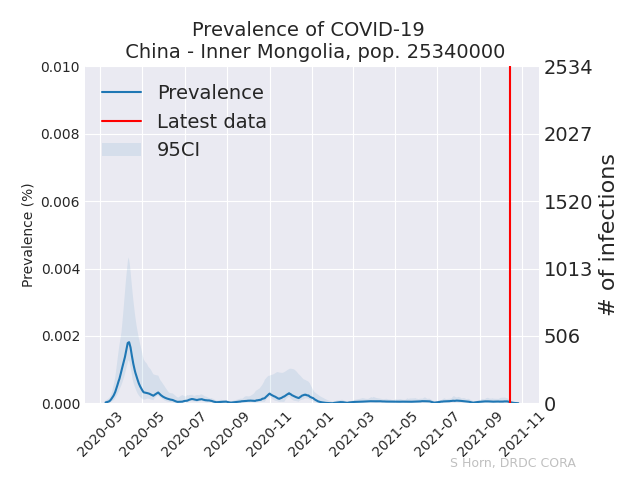 Prevalence of COVID-19
China - Inner Mongolia, pop. 25340000
Prevalence
Latest data
95CI
Prevalence (%)
0.010
0.008
0.006
0.004
0.002
0.000
2534
2027
1520
1013
506
0
# of infections
2020-03
2020-05
2020-07
2020-09
2020-11
2021-01
2021-03
2021-05
2021-07
2021-09
2021-11
S Horn, DRDC CORA